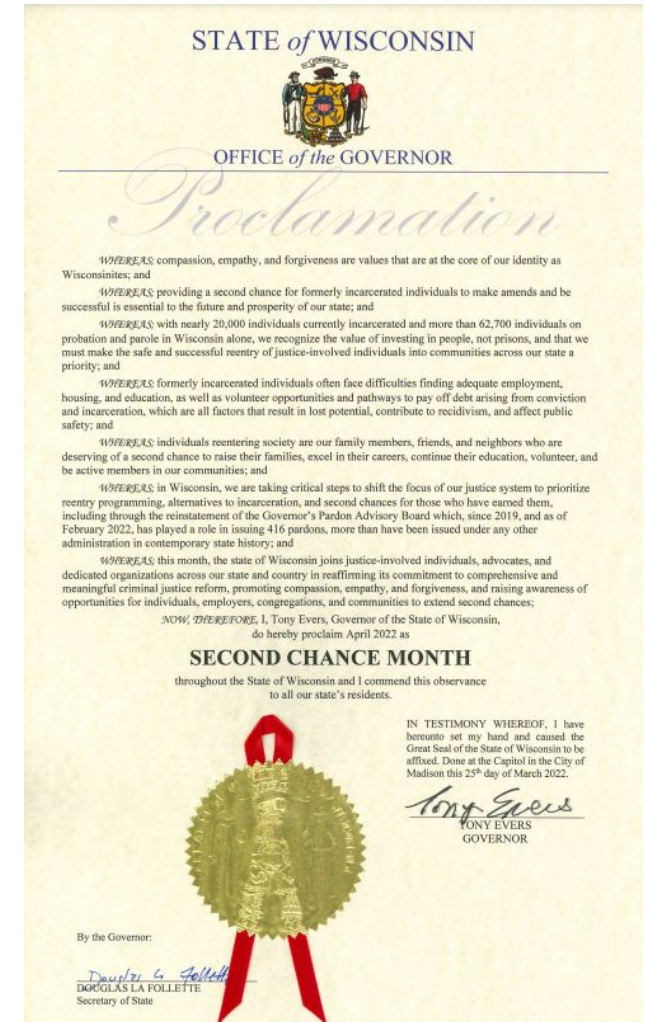 STATE of WISCONSIN
FORWARD
OFFICE of the GOVERNOR
Proclamation
WHEREAS; compassion, empathy, and forgiveness are values that are at the core of our identity as
Wisconsinites; and
WHEREAS; providing a second chance for formerly incarcerated individuals to make amends and be
successful is essential to the future and prosperity of our state; and
WHEREAS; with nearly 20,000 individuals currently incarcerated and more than 62,700 individuals on
probation and parole in Wisconsin alone, we recognize the value of investing in people, not prisons, and that we
must make the safe and successful reentry of justice-involved individuals into communities across our state a
priority; and
WHEREAS; formerly incarcerated individuals often face difficulties finding adequate employment,
housing, and education, as well as volunteer opportunities and pathways to pay off debt arising from conviction
and incarceration, which are all factors that result in lost potential, contribute to recidivism, and affect public
safety; and
WHEREAS; individuals reentering society are our family members, friends, and neighbors who are
deserving of a second chance to raise their families, excel in their careers, continue their education, volunteer, and
be active members in our communities; and
WHEREAS; in Wisconsin, we are taking critical steps to shift the focus of our justice system to prioritize
reentry programming, alternatives to incarceration, and second chances for those who have earned them,
including through the reinstatement of the Governor's Pardon Advisory Board which, since 2019, and as of
February 2022, has played a role in issuing 416 pardons, more than have been issued under any other
administration in contemporary state history; and
WHEREAS; this month, the state of Wisconsin joins justice-involved individuals, advocates, and
dedicated organizations across our state and country in reaffirming its commitment to comprehensive and
meaningful criminal justice reform, promoting compassion, empathy, and forgiveness, and raising awareness of
opportunities for individuals, employers, congregations, and communities to extend second chances;
NOW, THEREFORE, I, Tony Evers, Governor of the State of Wisconsin,
do hereby proclaim April 2022 as
SECOND CHANCE MONTH
throughout the State of Wisconsin and I commend this observance
to all our state's residents.
IN TESTIMONY WHEREOF, I have
hereunto set my hand and caused the
Great Seal of the State of Wisconsin to be
affixed. Done at the Capitol in the City of
Madison this 25th day of March 2022.
Tony Evers
TONY EVERS
GOVERNOR
By the Governor:
Douglas La Follette
DOUGLAS LA FOLLETTE
Secretary of State